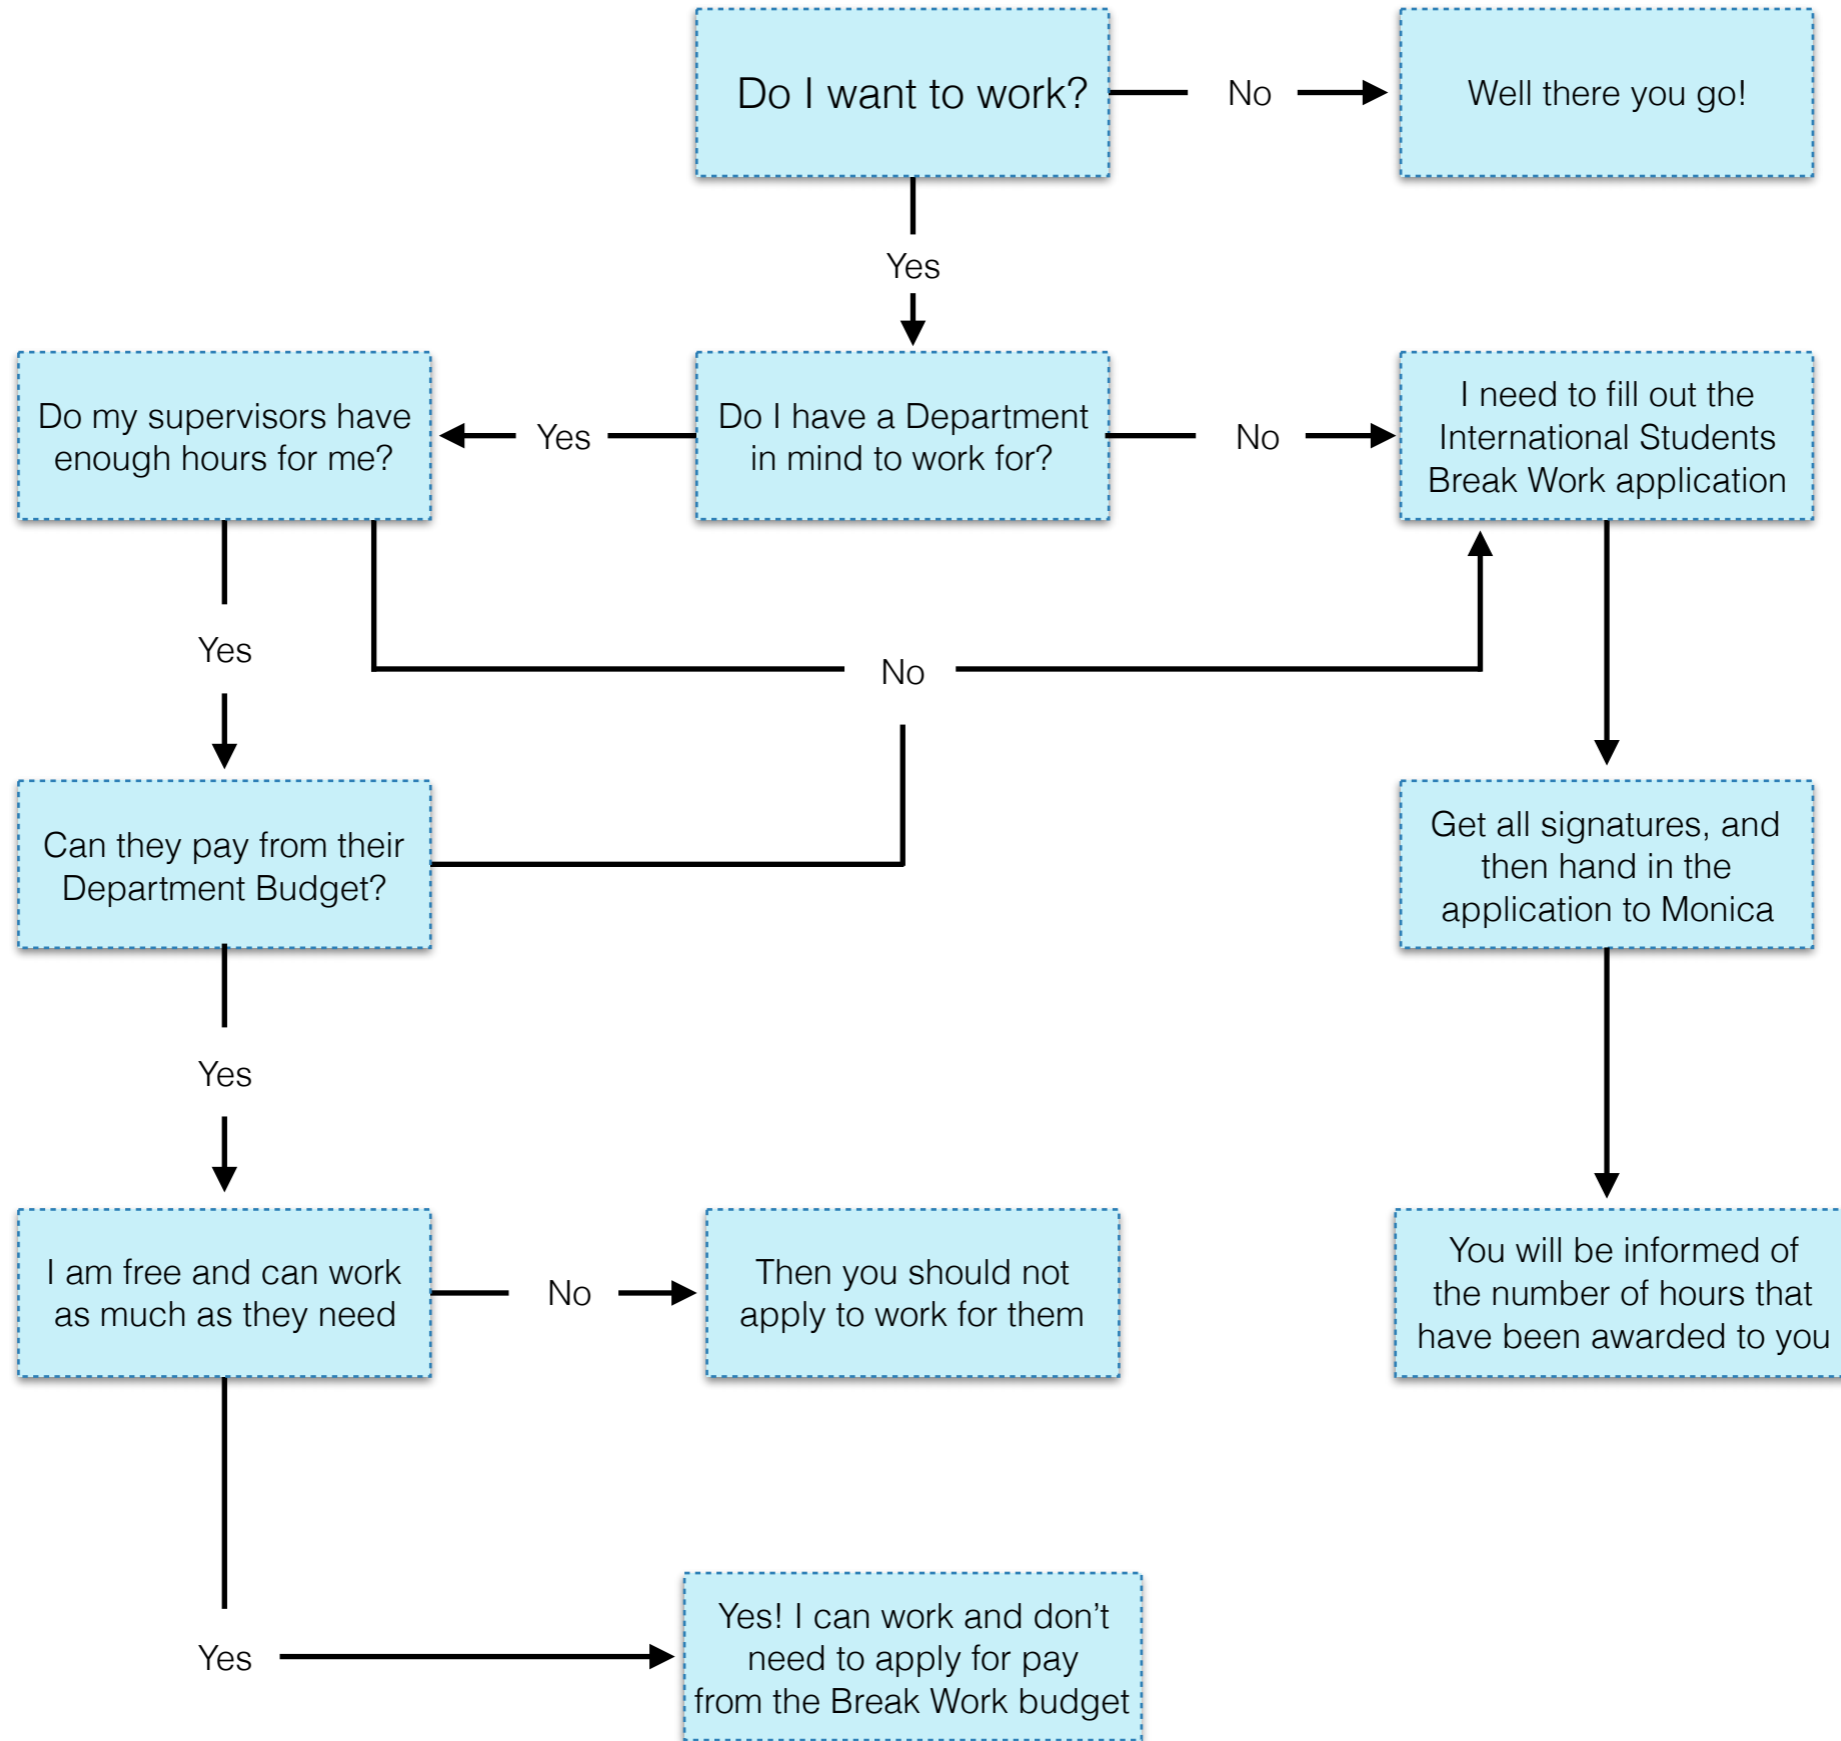 Do I want to work?
No
Well there you go!
Yes
Do my supervisors have
enough hours for me?
Yes
Do I have a Department
in mind to work for?
No
I need to fill out the
International Students
Break Work application
Yes
No
Can they pay from their
Department Budget?
Get all signatures, and
then hand in the
application to Monica
Yes
I am free and can work
as much as they need
No
Then you should not
apply to work for them
You will be informed of
the number of hours that
have been awarded to you
Yes
Yes! I can work and don’t
need to apply for pay
from the Break Work budget